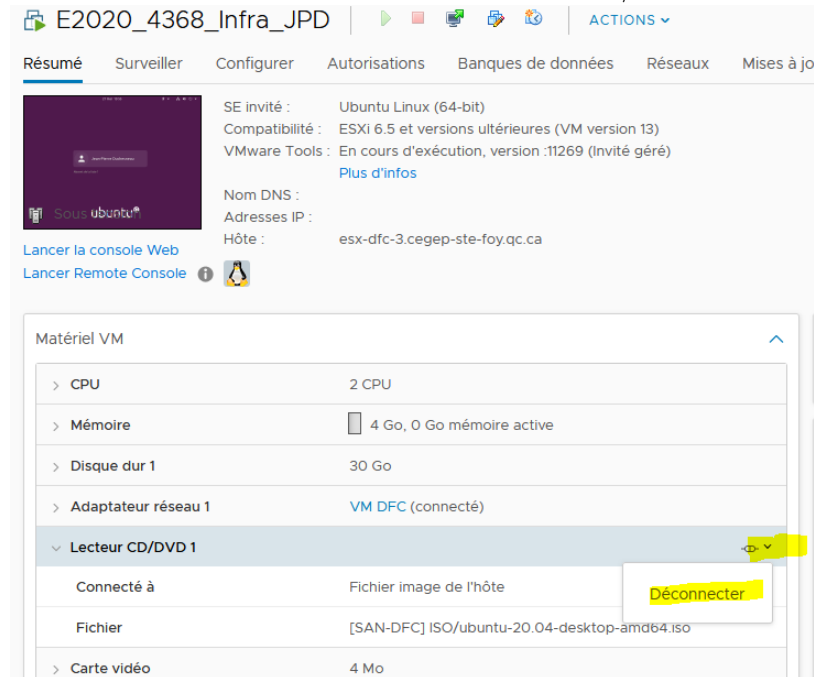 E2020_4368_Infra_JPD
ACTIONS
Résumé Surveiller Configurer Autorisations Banques de données Réseaux Mises à jo
SE invité : Ubuntu Linux (64-bit)
Compatibilité : ESXi 6.5 et versions ultérieures (VM version 13)
VMware Tools : En cours d'exécution, version :11269 (Invité géré)
Plus d'infos
Nom DNS :
Adresses IP :
Hôte : esx-dfc-3.cegep-ste-foy.qc.ca
Sous
ubuntu
Lancer la console Web
Lancer Remote Console
Matériel VM
CPU 2 CPU
Mémoire 4 Go, 0 Go mémoire active
Disque dur 1 30 Go
Adaptateur réseau 1 VM DFC (connecté)
Lecteur CD/DVD 1
Connecté à Fichier image de l'hôte
Déconnecter
Fichier [SAN-DFC] ISO/ubuntu-20.04-desktop-amd64.iso
Carte vidéo 4 Mo